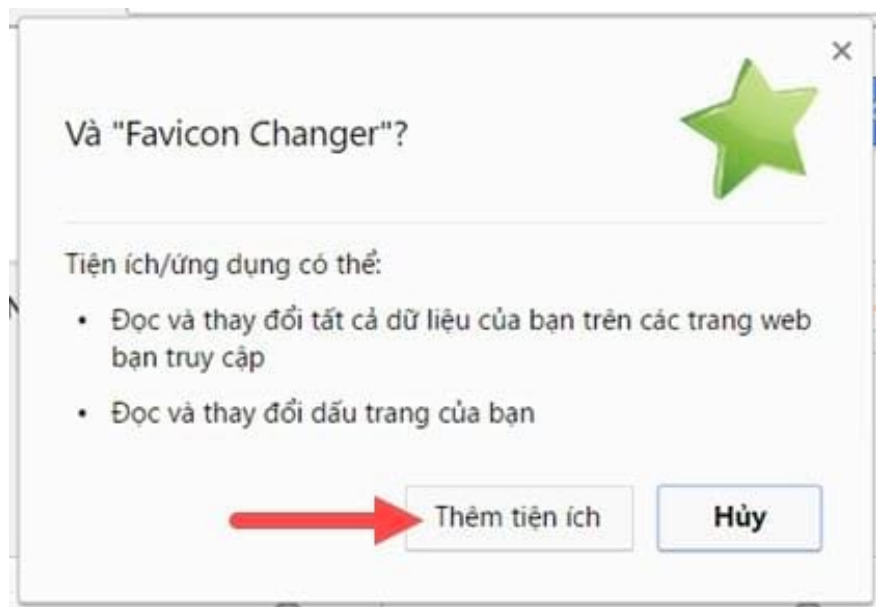 Và "Favicon Changer"?
Tiện ích/ứng dụng có thể:
• Đọc và thay đổi tất cả dữ liệu của bạn trên các trang web
bạn truy cập
• Đọc và thay đổi dấu trang của bạn
Thêm tiện ích
Hủy